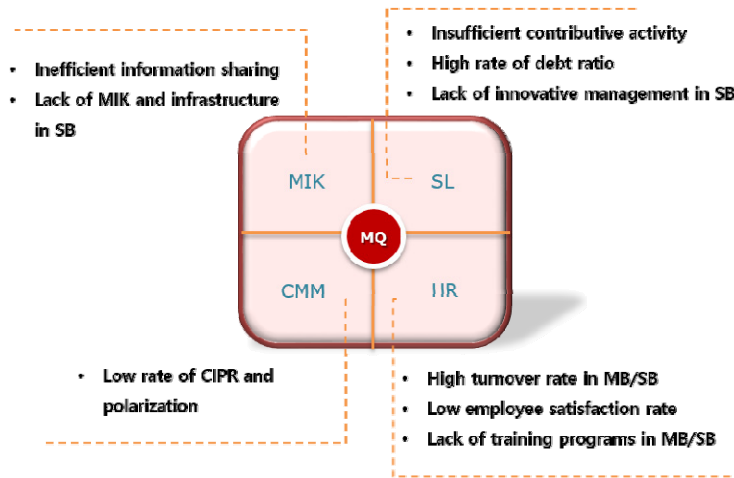 • Inefficient information sharing
• Lack of MIK and infrastructure
in SB
• Insufficient contributive activity
• High rate of debt ratio
• Lack of innovative management in SB
MIK
SL
MQ
CMM
HR
• Low rate of CIPR and
polarization
• High turnover rate in MB/SB
• Low employee satisfaction rate
• Lack of training programs in MB/SB